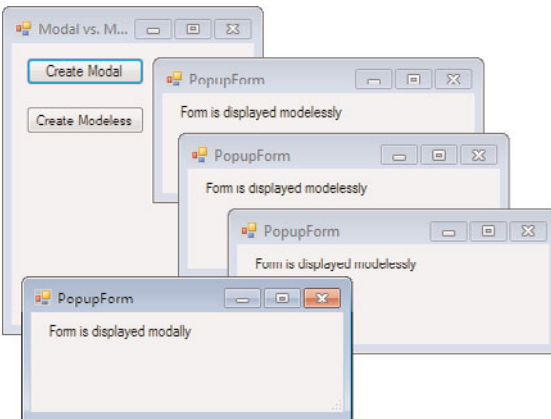 Modal vs. M...
Create Modal
Create Modeless
PopupForm
Form is displayed modelessly
PopupForm
Form is displayed modelessly
PopupForm
Form is displayed modelessly
PopupForm
Form is displayed modally